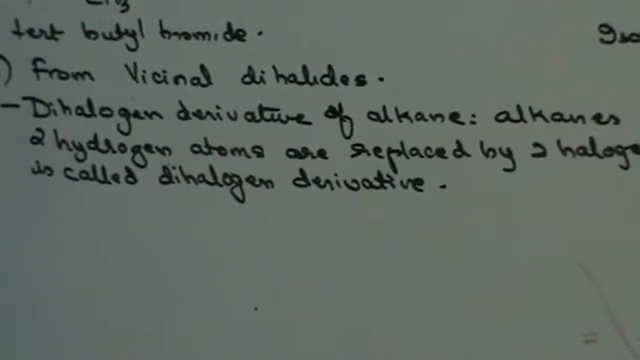 tert butyl bromide.
) from Vicinal dihalides.
- Dihalogen derivative of alkane: alkanes
2 hydrogen atoms are replaced by 2 haloge
is called dihalogen derivative.